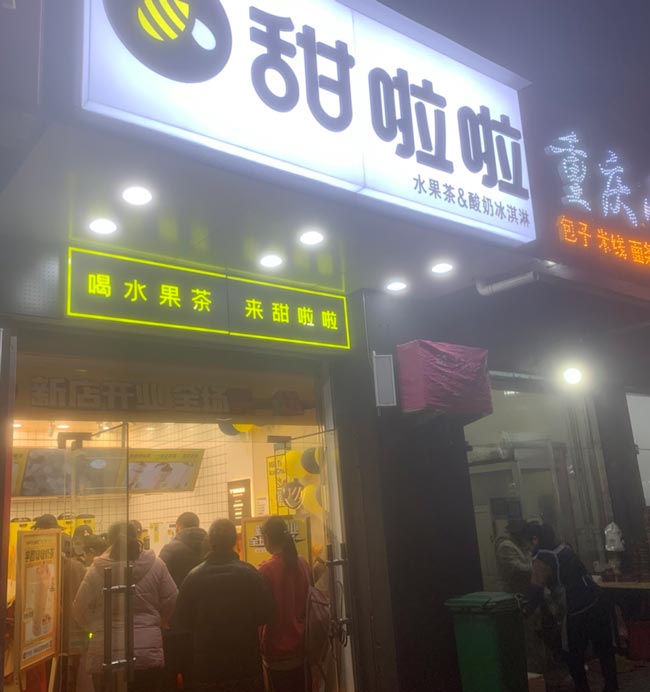 甜啦啦
水果茶&酸奶冰淇淋
重庆
包子 米线 面条
喝水果茶 来甜啦啦
新店开业 全场